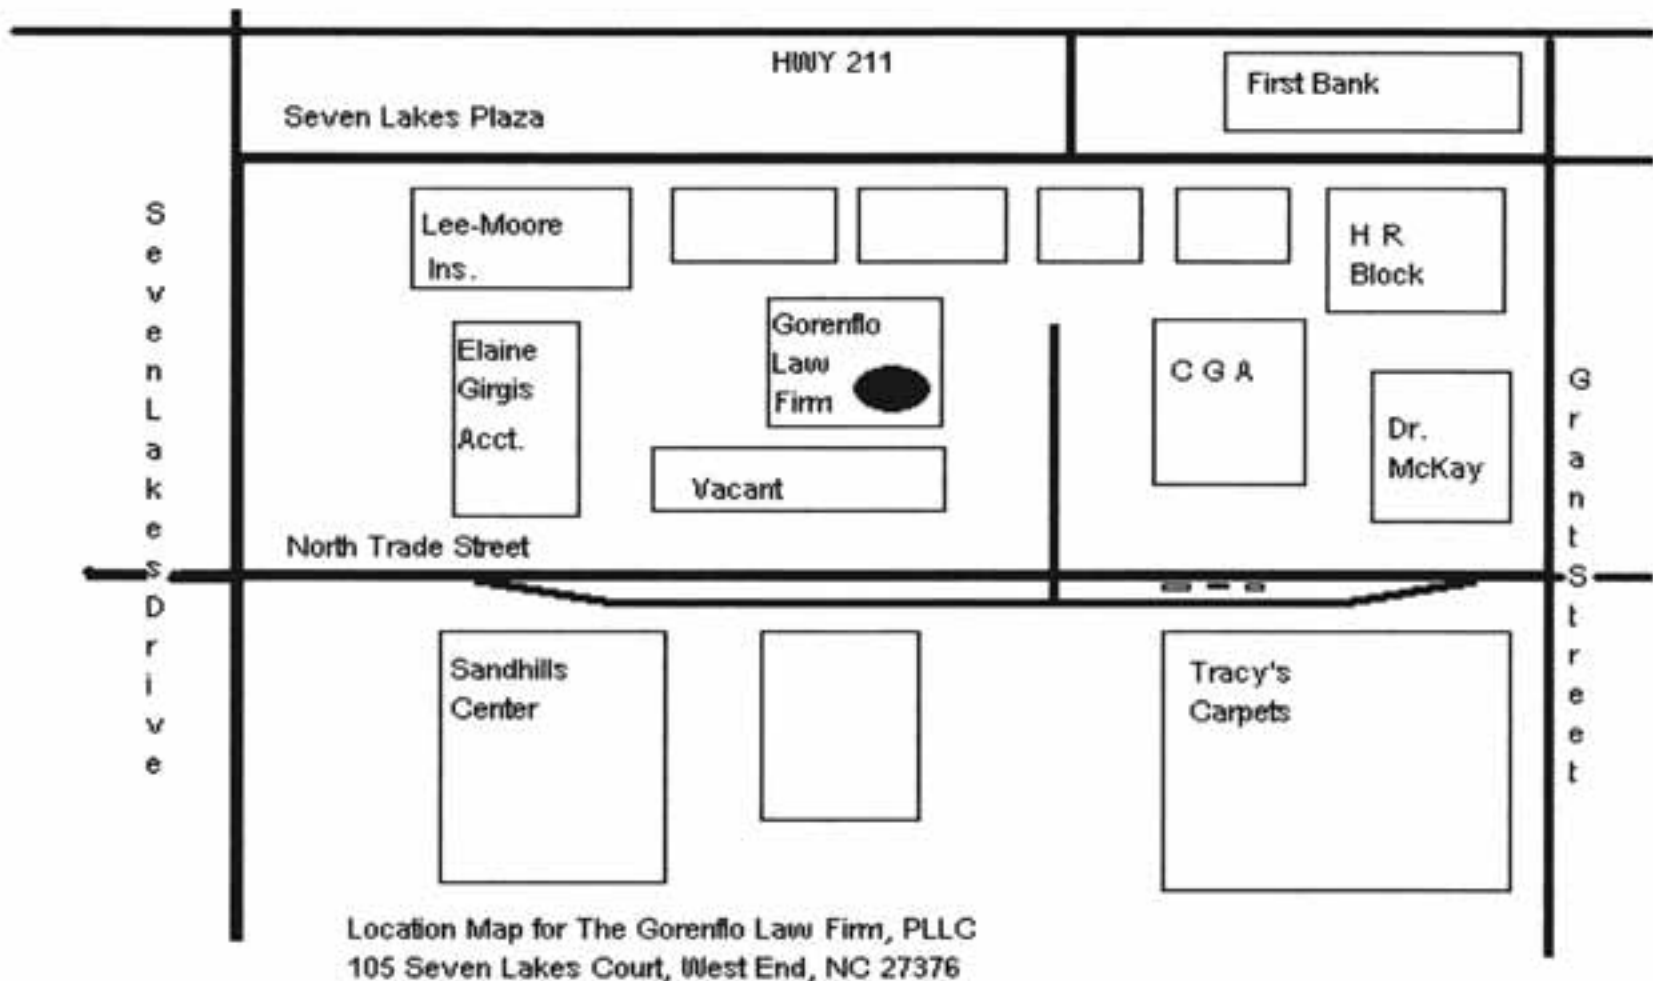 HWY 211
First Bank
Seven Lakes Plaza
Seven Lakes Drive
Lee-Moore
Ins.
H R
Block
Gorenflo
Law
Firm
Elaine
Girgis
Acct.
C G A
Grant Street
Dr.
McKay
Vacant
North Trade Street
Sandhills
Center
Tracy's
Carpets
Location Map for The Gorenflo Law Firm, PLLC
105 Seven Lakes Court, West End, NC 27376